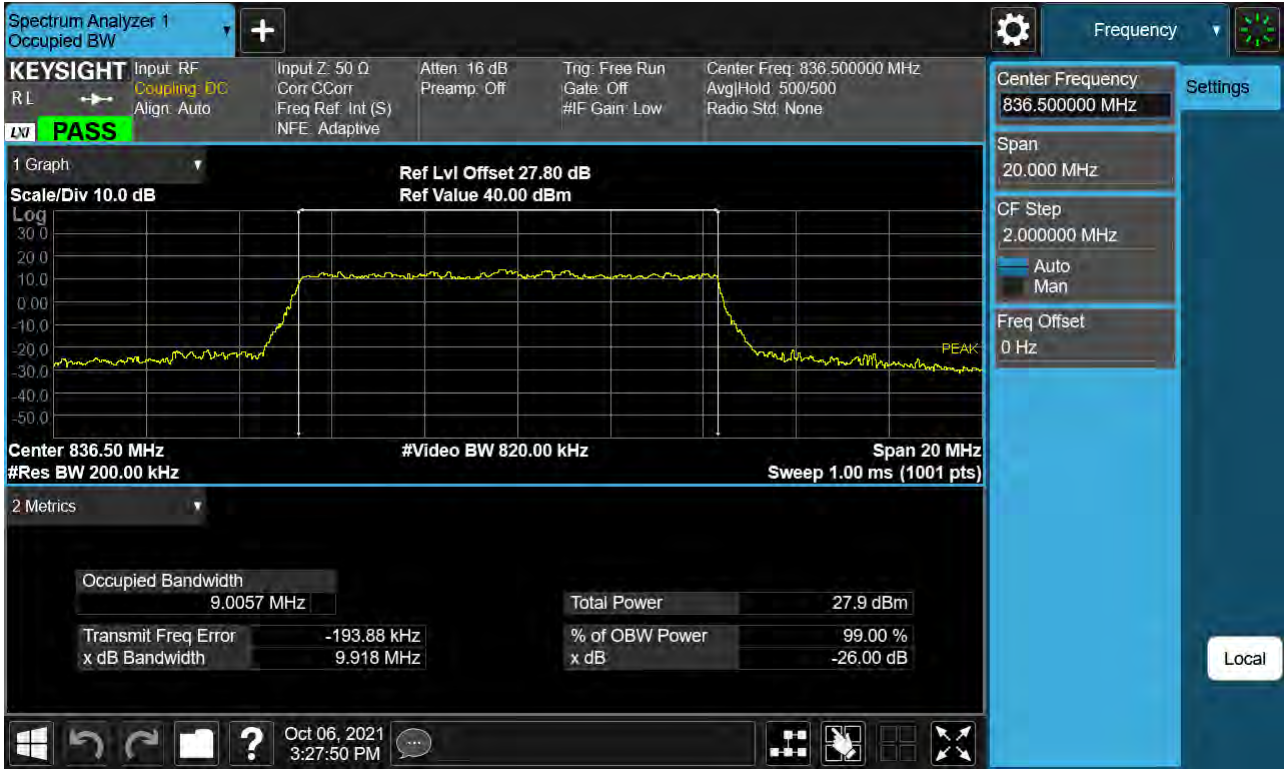 Spectrum Analyzer 1
Occupied BW
+
Frequency
KEYSIGHT
R L
LXI PASS
Input: RF
Coupling: DC
Align: Auto
Input Z: 50 Ω
Corr CCorr
Freq Ref: Int (S)
NFE: Adaptive
Atten: 16 dB
Preamp: Off
Trig: Free Run
Gate: Off
#IF Gain: Low
Center Freq: 836.500000 MHz
Avg|Hold: 500/500
Radio Std: None
Center Frequency
836.500000 MHz
Settings
Span
20.000 MHz
CF Step
2.000000 MHz
Auto
Man
Freq Offset
0 Hz
Local
1 Graph
Scale/Div 10.0 dB
Ref Lvl Offset 27.80 dB
Ref Value 40.00 dBm
Log
30.0
20.0
10.0
0.00
-10.0
-20.0
-30.0
-40.0
-50.0
PEAK
Center 836.50 MHz
#Video BW 820.00 kHz
Span 20 MHz
#Res BW 200.00 kHz
Sweep 1.00 ms (1001 pts)
2 Metrics
Occupied Bandwidth
9.0057 MHz
Total Power 27.9 dBm
Transmit Freq Error -193.88 kHz
% of OBW Power 99.00 %
x dB Bandwidth 9.918 MHz
x dB -26.00 dB
?
Oct 06, 2021
3:27:50 PM